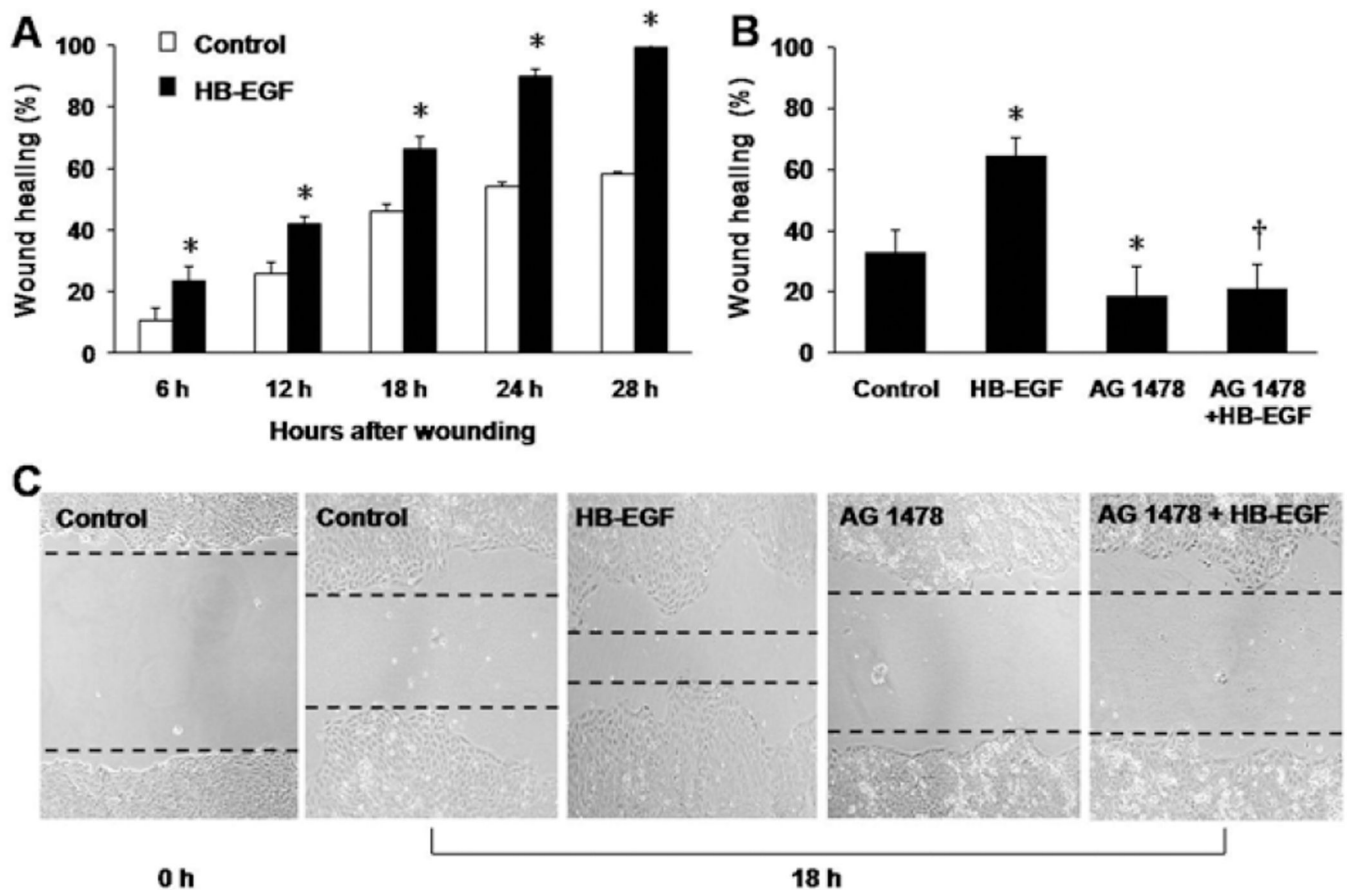 A
Control
HB-EGF
Wound healing (%)
100
80
60
40
20
0
*
*
*
*
*
6 h
12 h
18 h
24 h
28 h
Hours after wounding
B
Wound healing (%)
100
80
60
40
20
0
*
*
†
Control
HB-EGF
AG 1478
AG 1478
+HB-EGF
C
Control
Control
HB-EGF
AG 1478
AG 1478 + HB-EGF
0 h
18 h